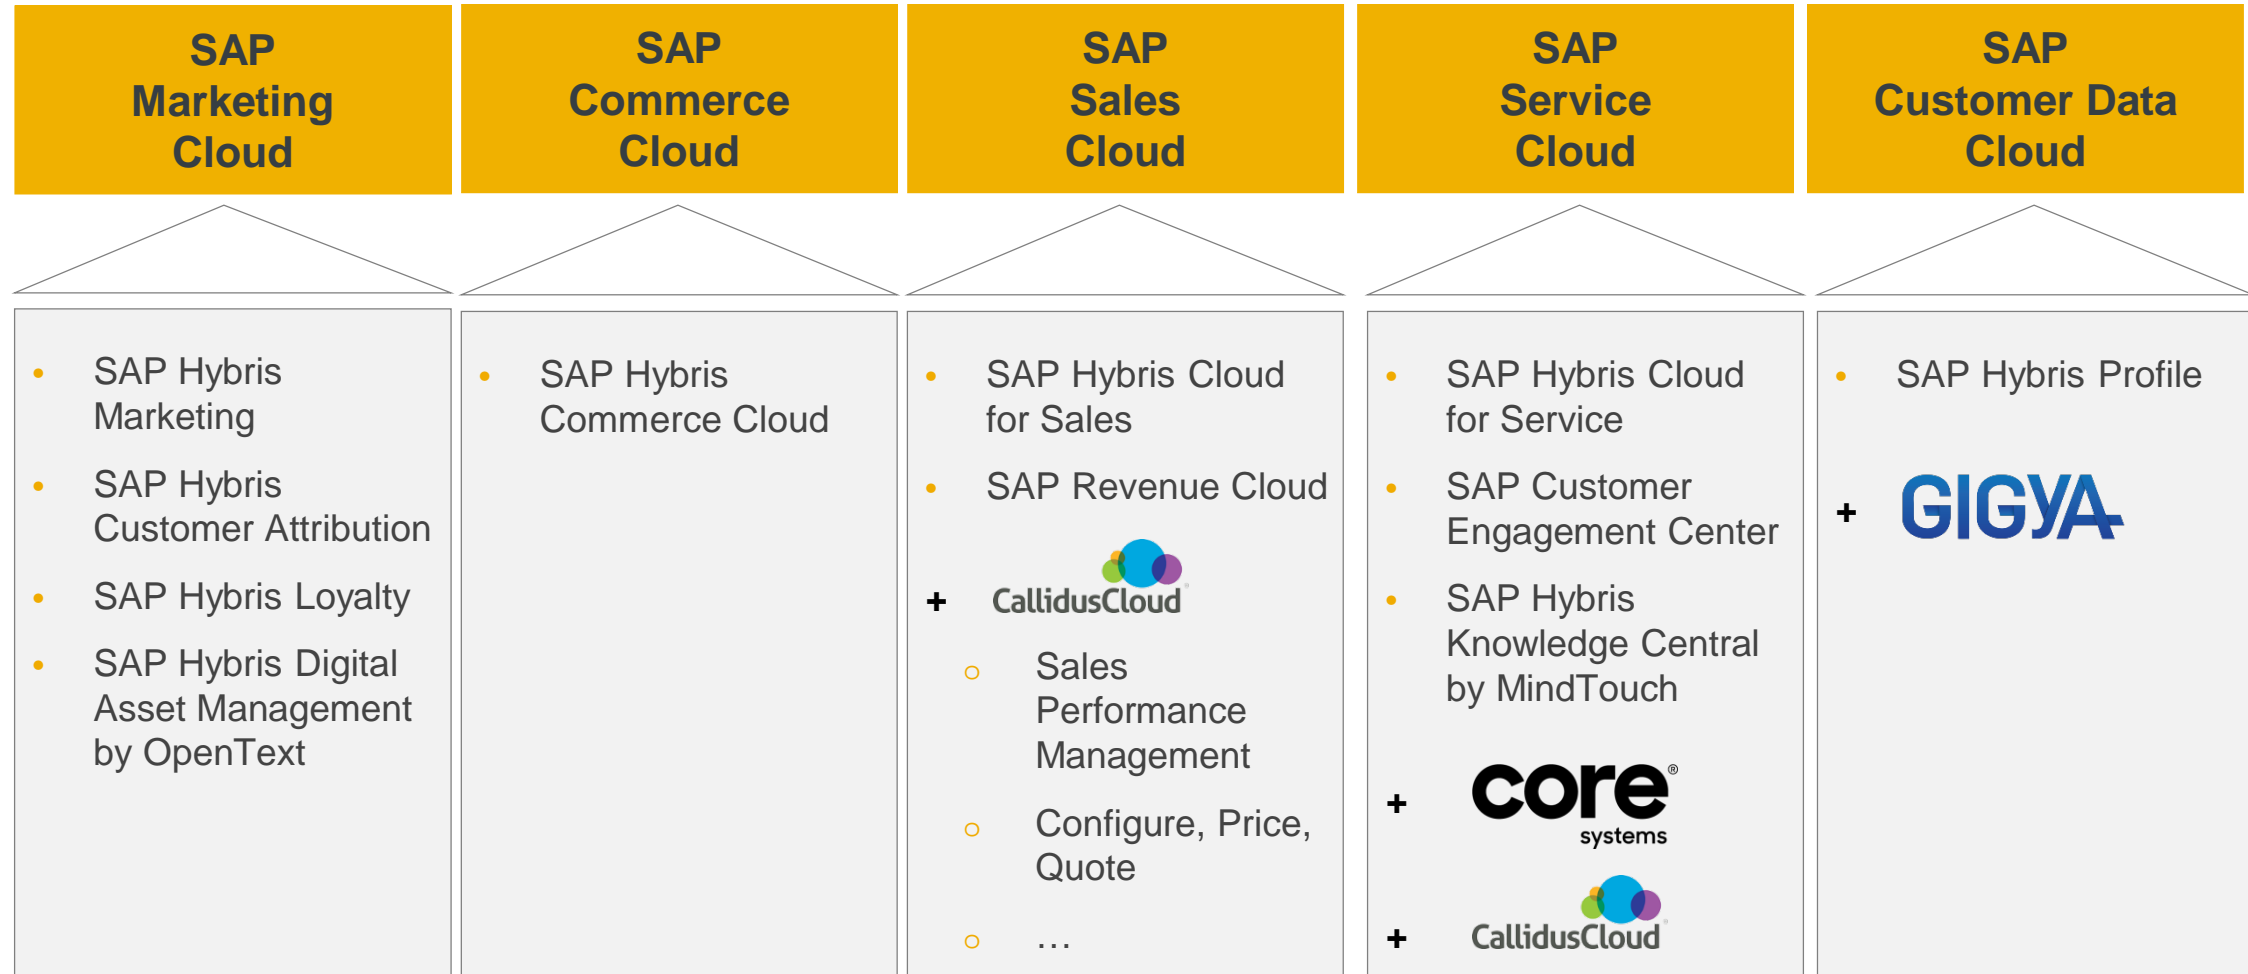 SAP
Marketing
Cloud
SAP
Commerce
Cloud
SAP
Sales
Cloud
SAP
Service
Cloud
SAP
Customer Data
Cloud
• SAP Hybris
Marketing
• SAP Hybris
Customer Attribution
• SAP Hybris Loyalty
• SAP Hybris Digital
Asset Management
by OpenText
• SAP Hybris
Commerce Cloud
• SAP Hybris Cloud
for Sales
• SAP Revenue Cloud
+ CallidusCloud
o Sales
Performance
Management
o Configure, Price,
Quote
o …
• SAP Hybris Cloud
for Service
• SAP Customer
Engagement Center
• SAP Hybris
Knowledge Central
by MindTouch
+ core®
systems
+ CallidusCloud
• SAP Hybris Profile
+ GIGYA